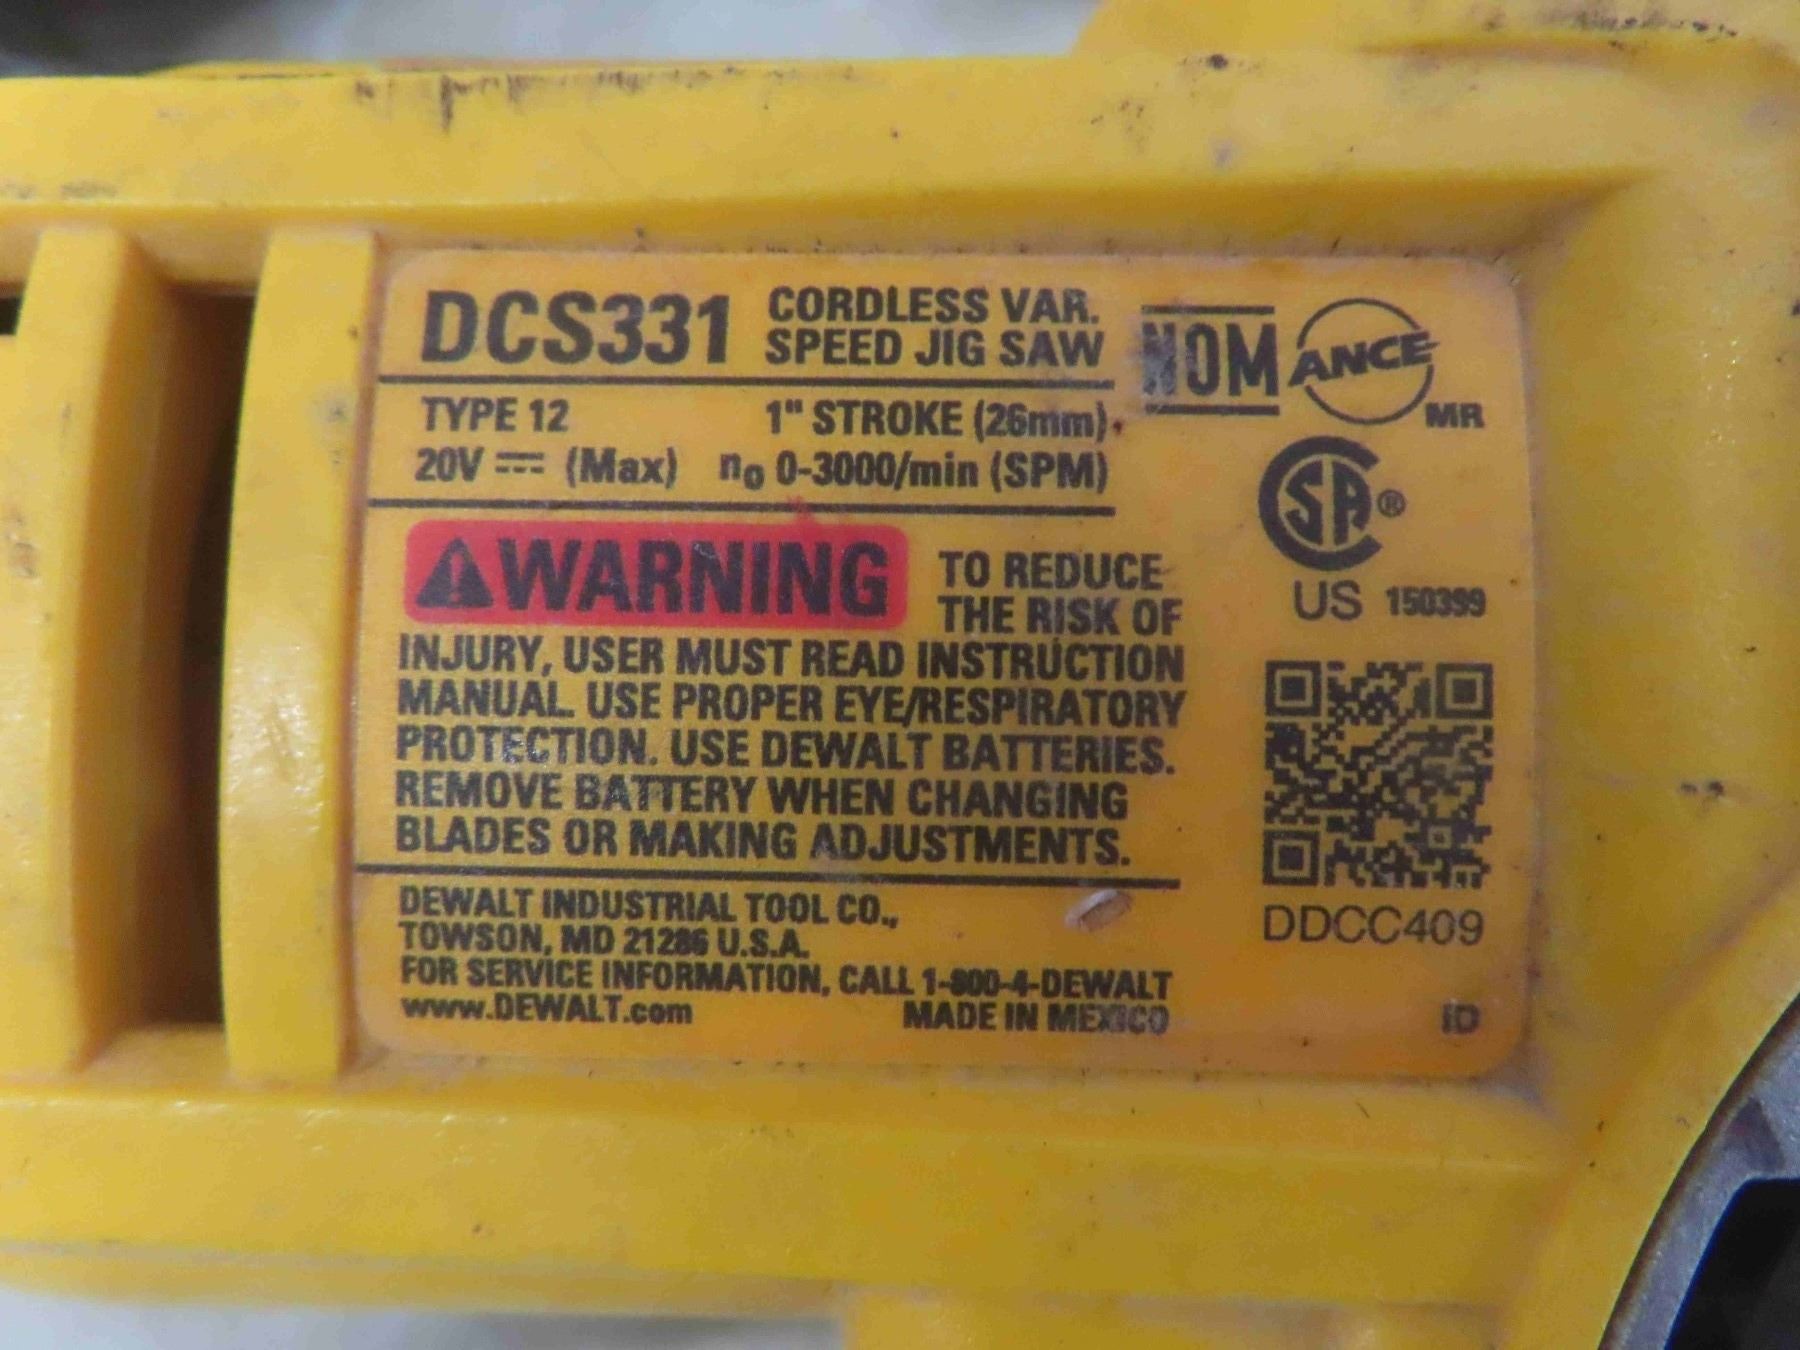 DCS331 CORDLESS VAR.
SPEED JIG SAW
TYPE 12 1" STROKE (26mm)
20V ⎓ (Max) n₀ 0-3000/min (SPM)
WARNING TO REDUCE
THE RISK OF
INJURY, USER MUST READ INSTRUCTION
MANUAL. USE PROPER EYE/RESPIRATORY
PROTECTION. USE DEWALT BATTERIES.
REMOVE BATTERY WHEN CHANGING
BLADES OR MAKING ADJUSTMENTS.
DEWALT INDUSTRIAL TOOL CO.,
TOWSON, MD 21286 U.S.A.
FOR SERVICE INFORMATION, CALL 1-800-4-DEWALT
www.DEWALT.com MADE IN MEXICO
NOM ANCE
MR
SA®
US 150399
DDCC409
ID